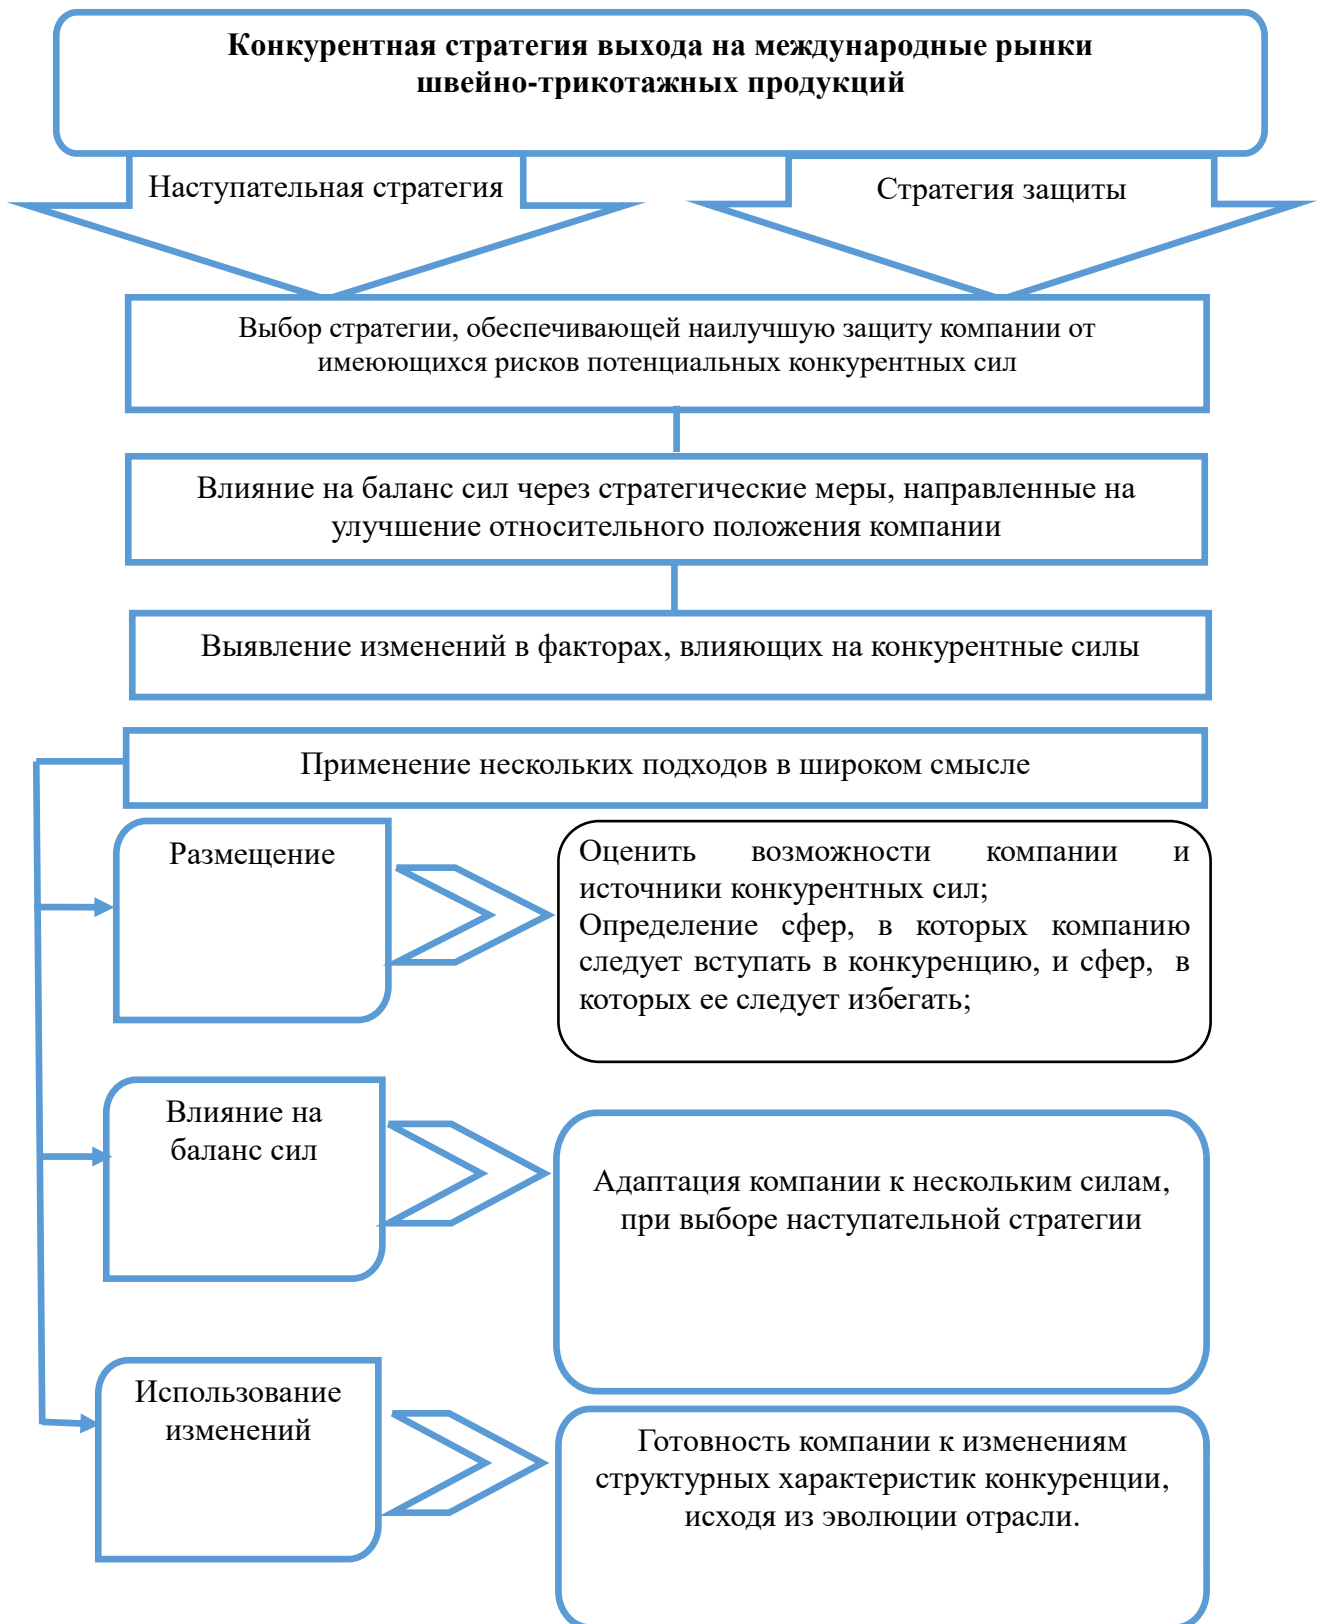 Конкурентная стратегия выхода на международные рынки
швейно-трикотажных продукций
Наступательная стратегия
Стратегия защиты
Выбор стратегии, обеспечивающей наилучшую защиту компании от
имеюющихся рисков потенциальных конкурентных сил
Влияние на баланс сил через стратегические меры, направленные на
улучшение относительного положения компании
Выявление изменений в факторах, влияющих на конкурентные силы
Применение нескольких подходов в широком смысле
Размещение
Оценить возможности компании и
источники конкурентных сил;
Определение сфер, в которых компанию
следует вступать в конкуренцию, и сфер, в
которых ее следует избегать;
Влияние на
баланс сил
Адаптация компании к нескольким силам,
при выборе наступательной стратегии
Использование
изменений
Готовность компании к изменениям
структурных характеристик конкуренции,
исходя из эволюции отрасли.